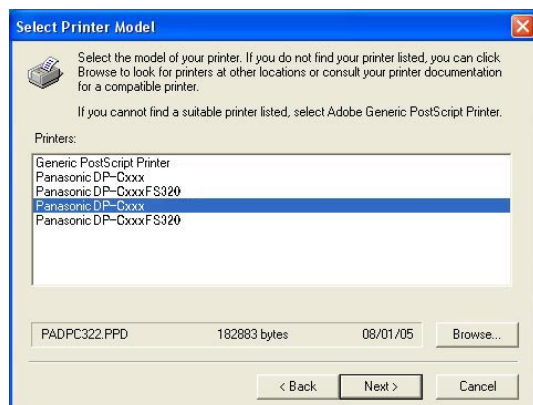 Select Printer Model
Select the model of your printer. If you do not find your printer listed, you can click
Browse to look for printers at other locations or consult your printer documentation
for a compatible printer.
If you cannot find a suitable printer listed, select Adobe Generic PostScript Printer.
Printers:
Generic PostScript Printer
Panasonic DP-Cxxx
Panasonic DP-CxxxFS320
Panasonic DP-Cxxx
Panasonic DP-CxxxFS320
PADPC322.PPD 182883 bytes 08/01/05 Browse...
< Back Next > Cancel